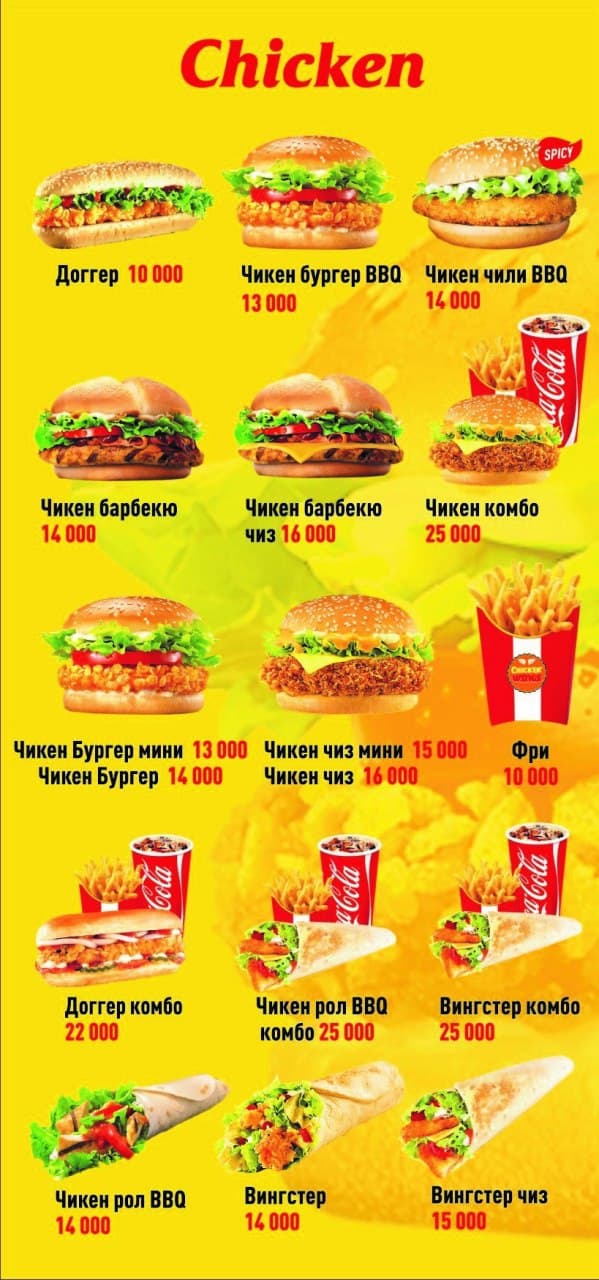 Chicken
SPICY
Доггер 10 000
Чикен бургер BBQ
13 000
Чикен чили BBQ
14 000
Coca-Cola
Чикен барбекю
14 000
Чикен барбекю
чиз 16 000
Чикен комбо
25 000
CHICKEN
WINGS
Чикен Бургер мини 13 000
Чикен Бургер 14 000
Чикен чиз мини 15 000
Чикен чиз 16 000
Фри
10 000
Coca-Cola
Coca-Cola
Coca-Cola
Доггер комбо
22 000
Чикен рол BBQ
комбо 25 000
Вингстер комбо
25 000
Чикен рол BBQ
14 000
Вингстер
14 000
Вингстер чиз
15 000